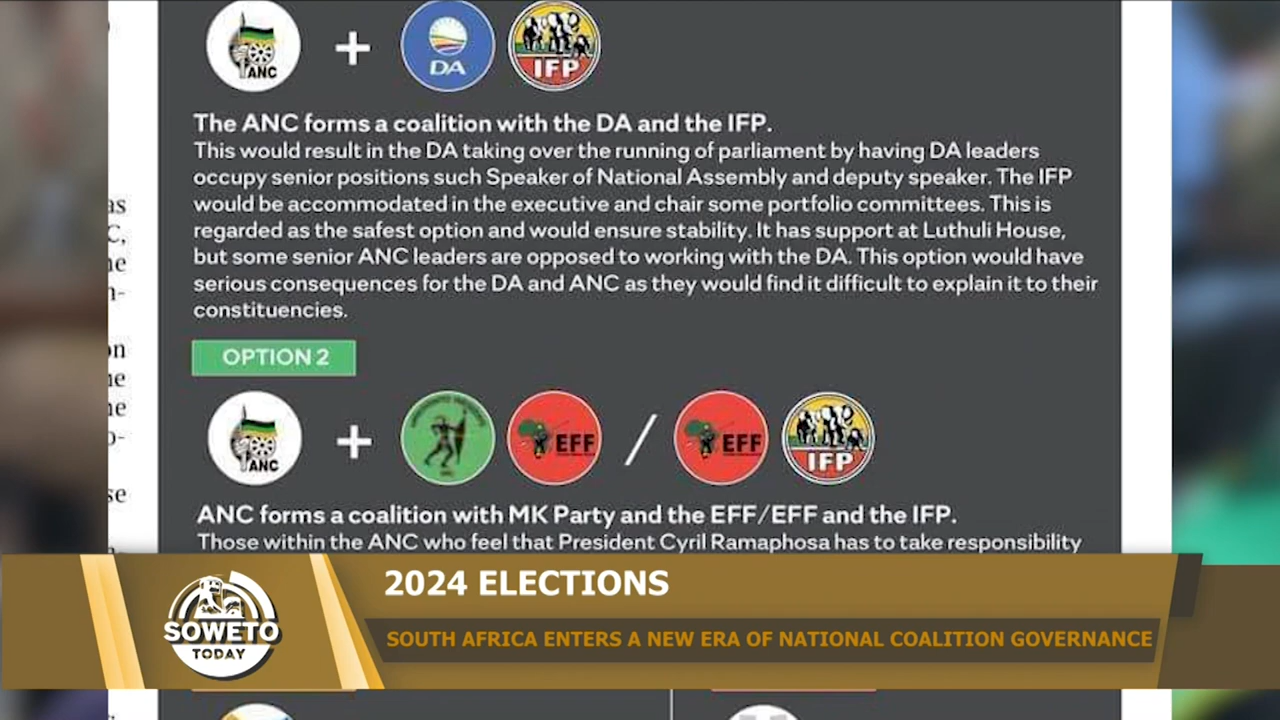 ANC
+
DA
IFP
The ANC forms a coalition with the DA and the IFP.
This would result in the DA taking over the running of parliament by having DA leaders
occupy senior positions such Speaker of National Assembly and deputy speaker. The IFP
would be accommodated in the executive and chair some portfolio committees. This is
regarded as the safest option and would ensure stability. It has support at Luthuli House,
but some senior ANC leaders are opposed to working with the DA. This option would have
serious consequences for the DA and ANC as they would find it difficult to explain it to their
constituencies.
OPTION 2
ANC
+
EFF
/
EFF
IFP
ANC forms a coalition with MK Party and the EFF/EFF and the IFP.
Those within the ANC who feel that President Cyril Ramaphosa has to take responsibility
2024 ELECTIONS
SOUTH AFRICA ENTERS A NEW ERA OF NATIONAL COALITION GOVERNANCE
SOWETO
TODAY